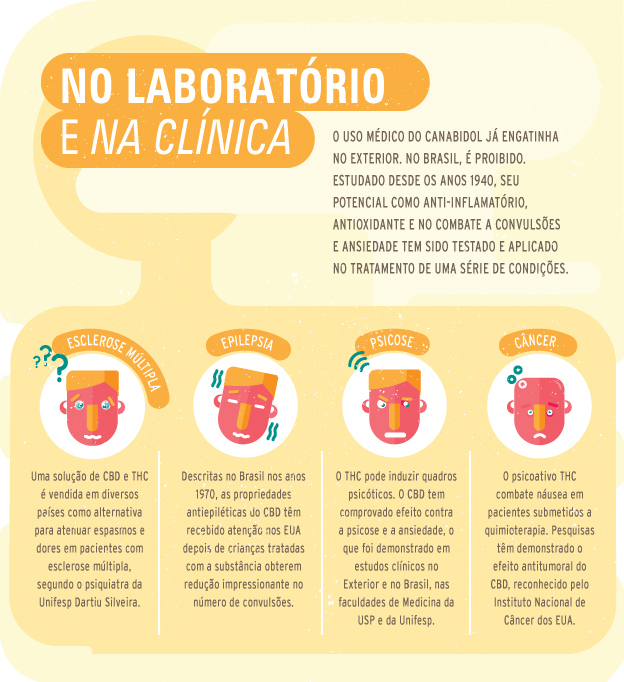 NO LABORATÓRIO
E NA CLÍNICA
O USO MÉDICO DO CANABIDOL JÁ ENGATINHA
NO EXTERIOR. NO BRASIL, É PROIBIDO.
ESTUDADO DESDE OS ANOS 1940, SEU
POTENCIAL COMO ANTI-INFLAMATÓRIO,
ANTIOXIDANTE E NO COMBATE A CONVULSÕES
E ANSIEDADE TEM SIDO TESTADO E APLICADO
NO TRATAMENTO DE UMA SÉRIE DE CONDIÇÕES.
ESCLEROSE MÚLTIPLA
???
Uma solução de CBD e THC
é vendida em diversos
países como alternativa
para atenuar espasmos e
dores em pacientes com
esclerose múltipla,
segundo o psiquiatra da
Unifesp Dartiu Silveira.
EPILEPSIA
Descritas no Brasil nos anos
1970, as propriedades
antiepiléticas do CBD têm
recebido atenção nos EUA
depois de crianças tratadas
com a substância obterem
redução impressionante no
número de convulsões.
PSICOSE
O THC pode induzir quadros
psicóticos. O CBD tem
comprovado efeito contra
a psicose e a ansiedade, o
que foi demonstrado em
estudos clínicos no
Exterior e no Brasil, nas
faculdades de Medicina da
USP e da Unifesp.
CÂNCER
O psicoativo THC
combate náusea em
pacientes submetidos a
quimioterapia. Pesquisas
têm demonstrado o
efeito antitumoral do
CBD, reconhecido pelo
Instituto Nacional de
Câncer dos EUA.